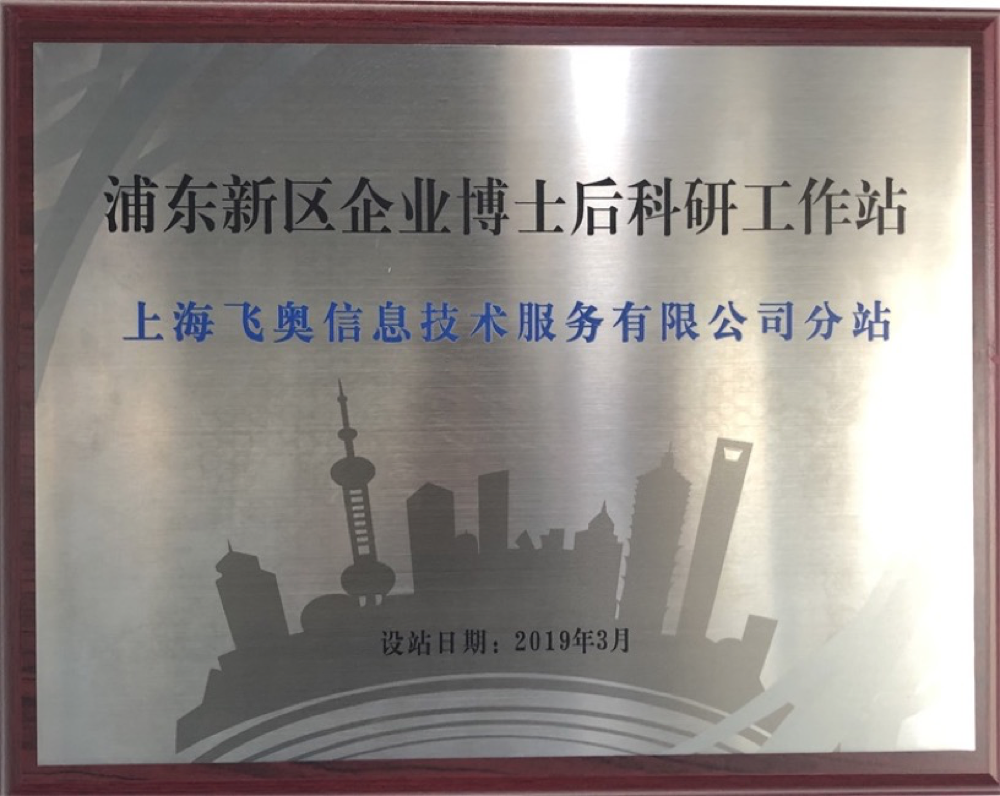 浦东新区企业博士后科研工作站
上海飞奥信息技术服务有限公司分站
设站日期：2019年3月